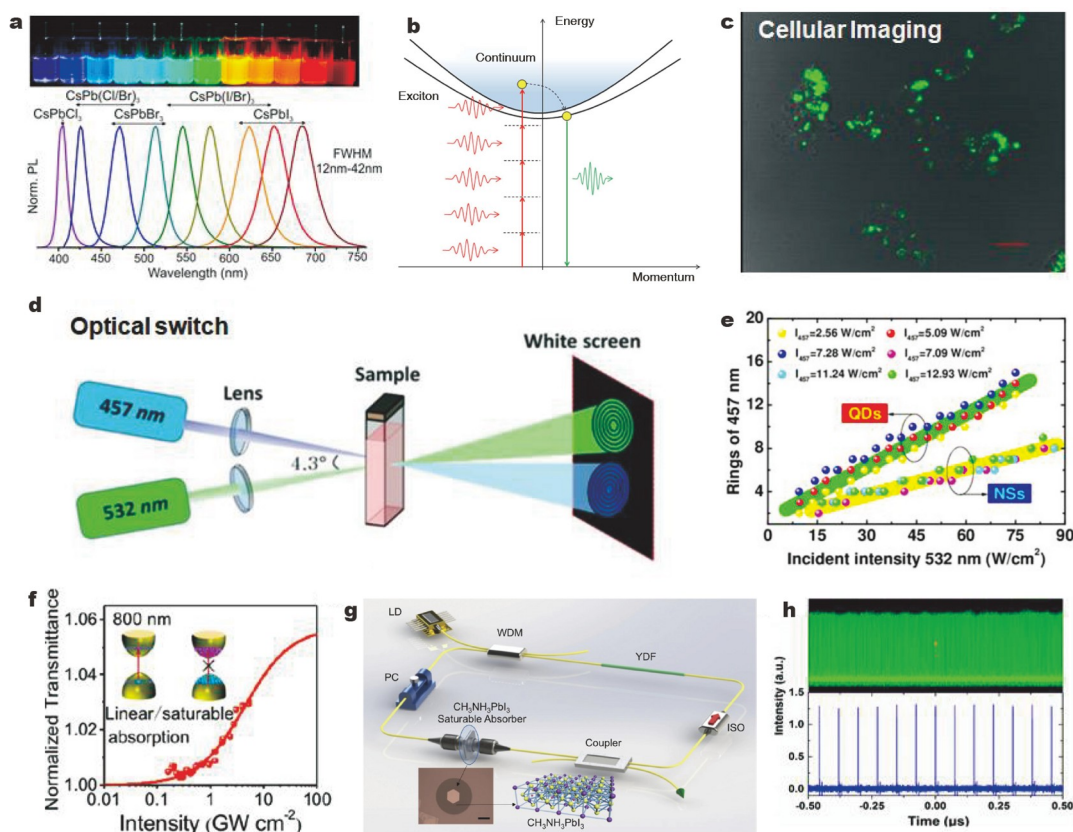 a
CsPb(Cl/Br)₃
CsPb(I/Br)₃
CsPbCl₃
CsPbBr₃
CsPbI₃
FWHM
12nm-42nm
Norm. PL
400 450 500 550 600 650 700 750
Wavelength (nm)
b
Energy
Continuum
Exciton
Momentum
c
Cellular Imaging
d
Optical switch
White screen
Sample
Lens
457 nm
4.3°
532 nm
e
I₄₅₇=2.56 W/cm² I₄₅₇=5.09 W/cm²
I₄₅₇=7.28 W/cm² I₄₅₇=7.09 W/cm²
I₄₅₇=11.24 W/cm² I₄₅₇=12.93 W/cm²
QDs
NSs
Rings of 457 nm
20
16
12
8
4
0 15 30 45 60 75 90
Incident intensity 532 nm (W/cm²)
f
800 nm
Linear/saturable
absorption
Normalized Transmittance
1.06
1.04
1.02
1.00
0.01 0.1 1 10 100
Intensity (GW cm⁻²)
g
LD
WDM
YDF
PC
CH₃NH₃PbI₃
Saturable Absorber
ISO
Coupler
CH₃NH₃PbI₃
h
Intensity (a.u.)
1.5
1.0
0.5
0.0
-0.50 -0.25 0.00 0.25 0.50
Time (μs)